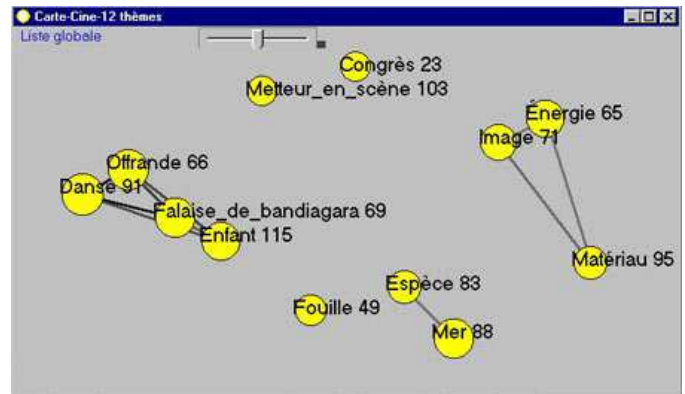 Carte-Cine-12 thèmes
Liste globale
Congrès 23
Metteur_en_scène 103
Énergie 65
Image 71
Offrande 66
Danse 91
Falaise_de_bandiagara 69
Enfant 115
Matériau 95
Espèce 83
Fouille 49
Mer 88